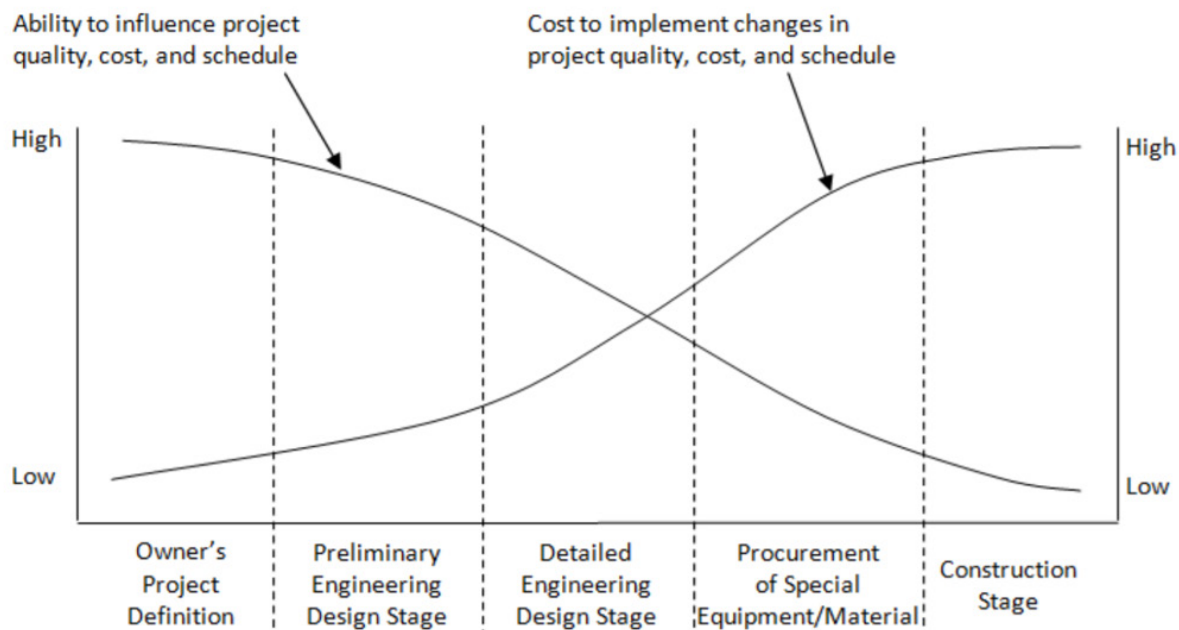 Ability to influence project
quality, cost, and schedule
Cost to implement changes in
project quality, cost, and schedule
High
High
Low
Low
Owner's
Project
Definition
Preliminary
Engineering
Design Stage
Detailed
Engineering
Design Stage
Procurement
of Special
Equipment/Material
Construction
Stage